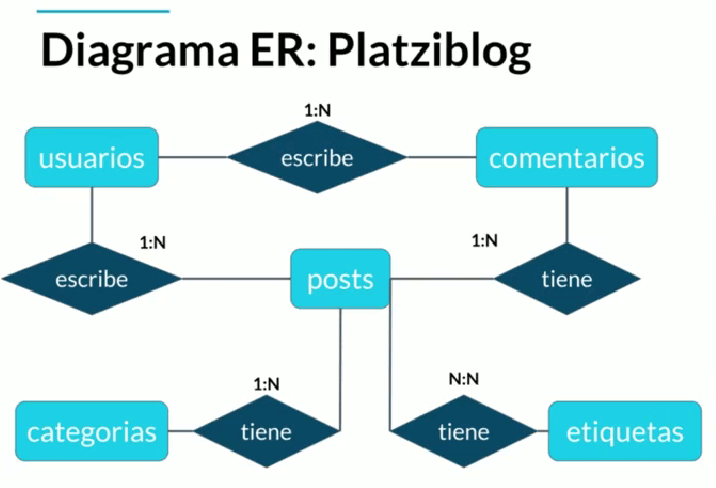 Diagrama ER: Platziblog
1:N
usuarios
escribe
comentarios
1:N
1:N
escribe
posts
tiene
1:N
N:N
categorias
tiene
tiene
etiquetas